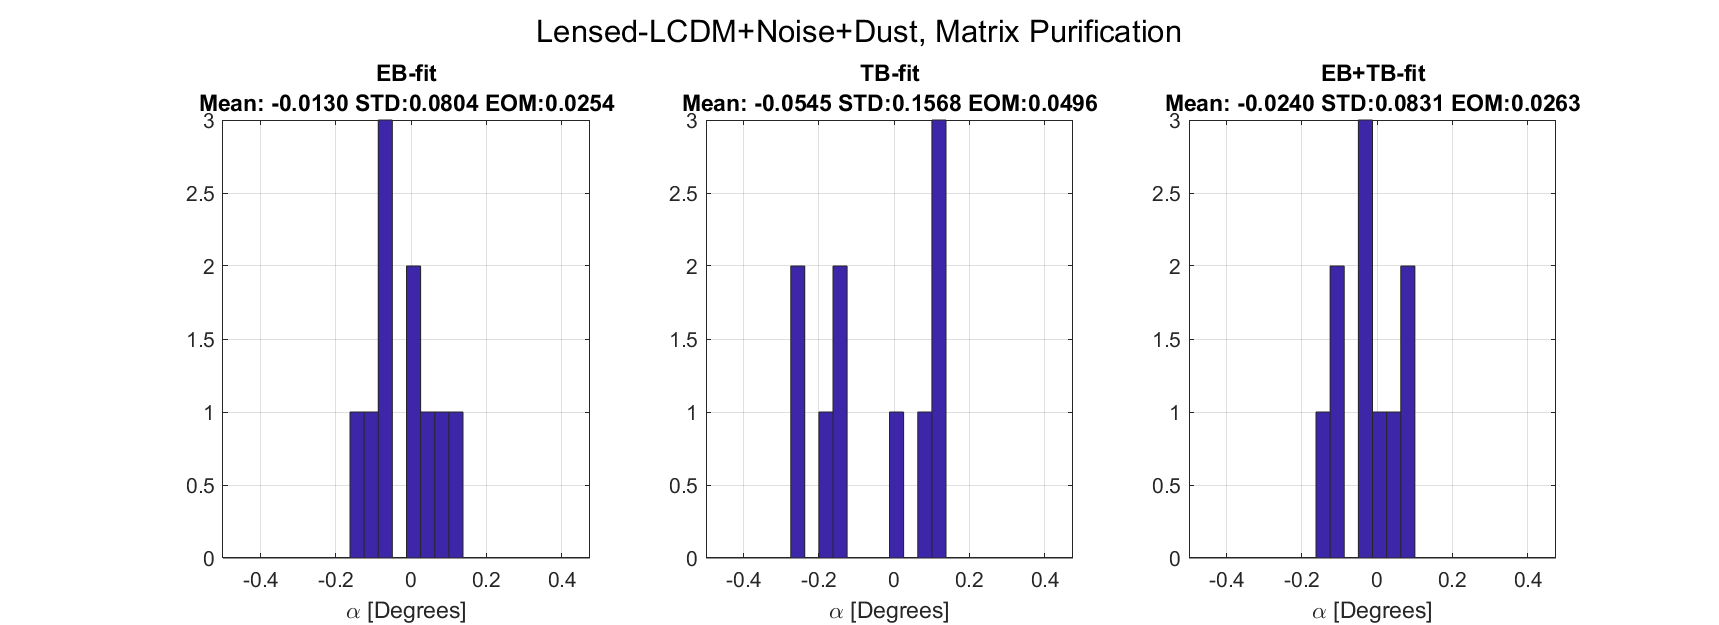 Lensed-LCDM+Noise+Dust, Matrix Purification
EB-fit
Mean: -0.0130 STD:0.0804 EOM:0.0254
3
2.5
2
1.5
1
0.5
0
-0.4 -0.2 0 0.2 0.4
α [Degrees]
TB-fit
Mean: -0.0545 STD:0.1568 EOM:0.0496
3
2.5
2
1.5
1
0.5
0
-0.4 -0.2 0 0.2 0.4
α [Degrees]
EB+TB-fit
Mean: -0.0240 STD:0.0831 EOM:0.0263
3
2.5
2
1.5
1
0.5
0
-0.4 -0.2 0 0.2 0.4
α [Degrees]